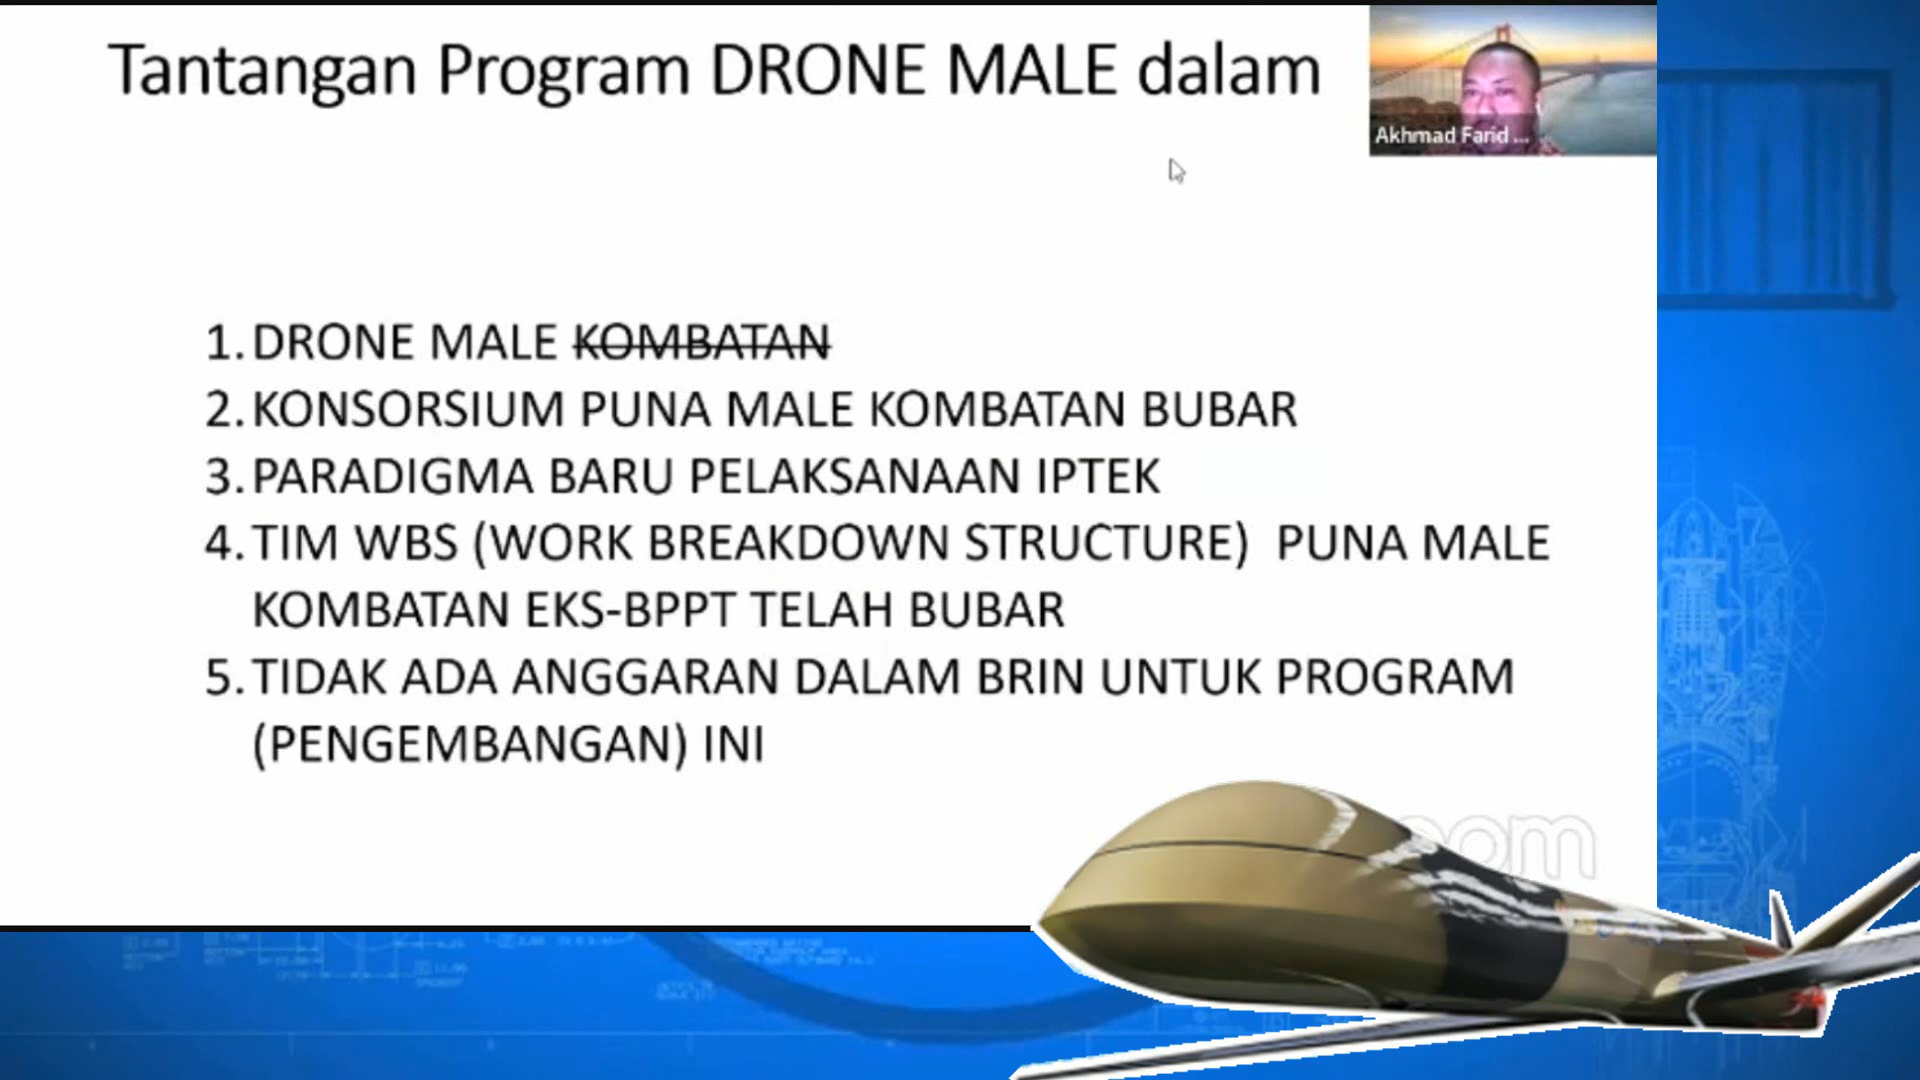 Tantangan Program DRONE MALE dalam
Akhmad Farid ...
1. DRONE MALE KOMBATAN
2. KONSORSIUM PUNA MALE KOMBATAN BUBAR
3. PARADIGMA BARU PELAKSANAAN IPTEK
4. TIM WBS (WORK BREAKDOWN STRUCTURE) PUNA MALE
KOMBATAN EKS-BPPT TELAH BUBAR
5. TIDAK ADA ANGGARAN DALAM BRIN UNTUK PROGRAM
(PENGEMBANGAN) INI